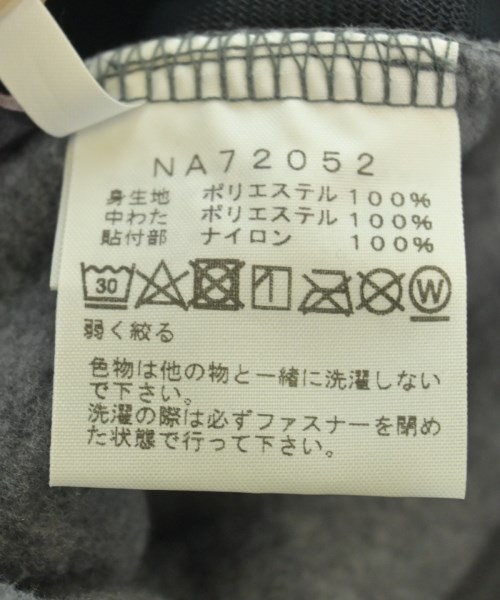 NA72052
身生地 ポリエステル 100%
中わた ポリエステル 100%
貼付部 ナイロン 100%
30 W
弱く絞る
色物は他の物と一緒に洗濯しない
で下さい。
洗濯の際は必ずファスナーを閉め
た状態で行って下さい。